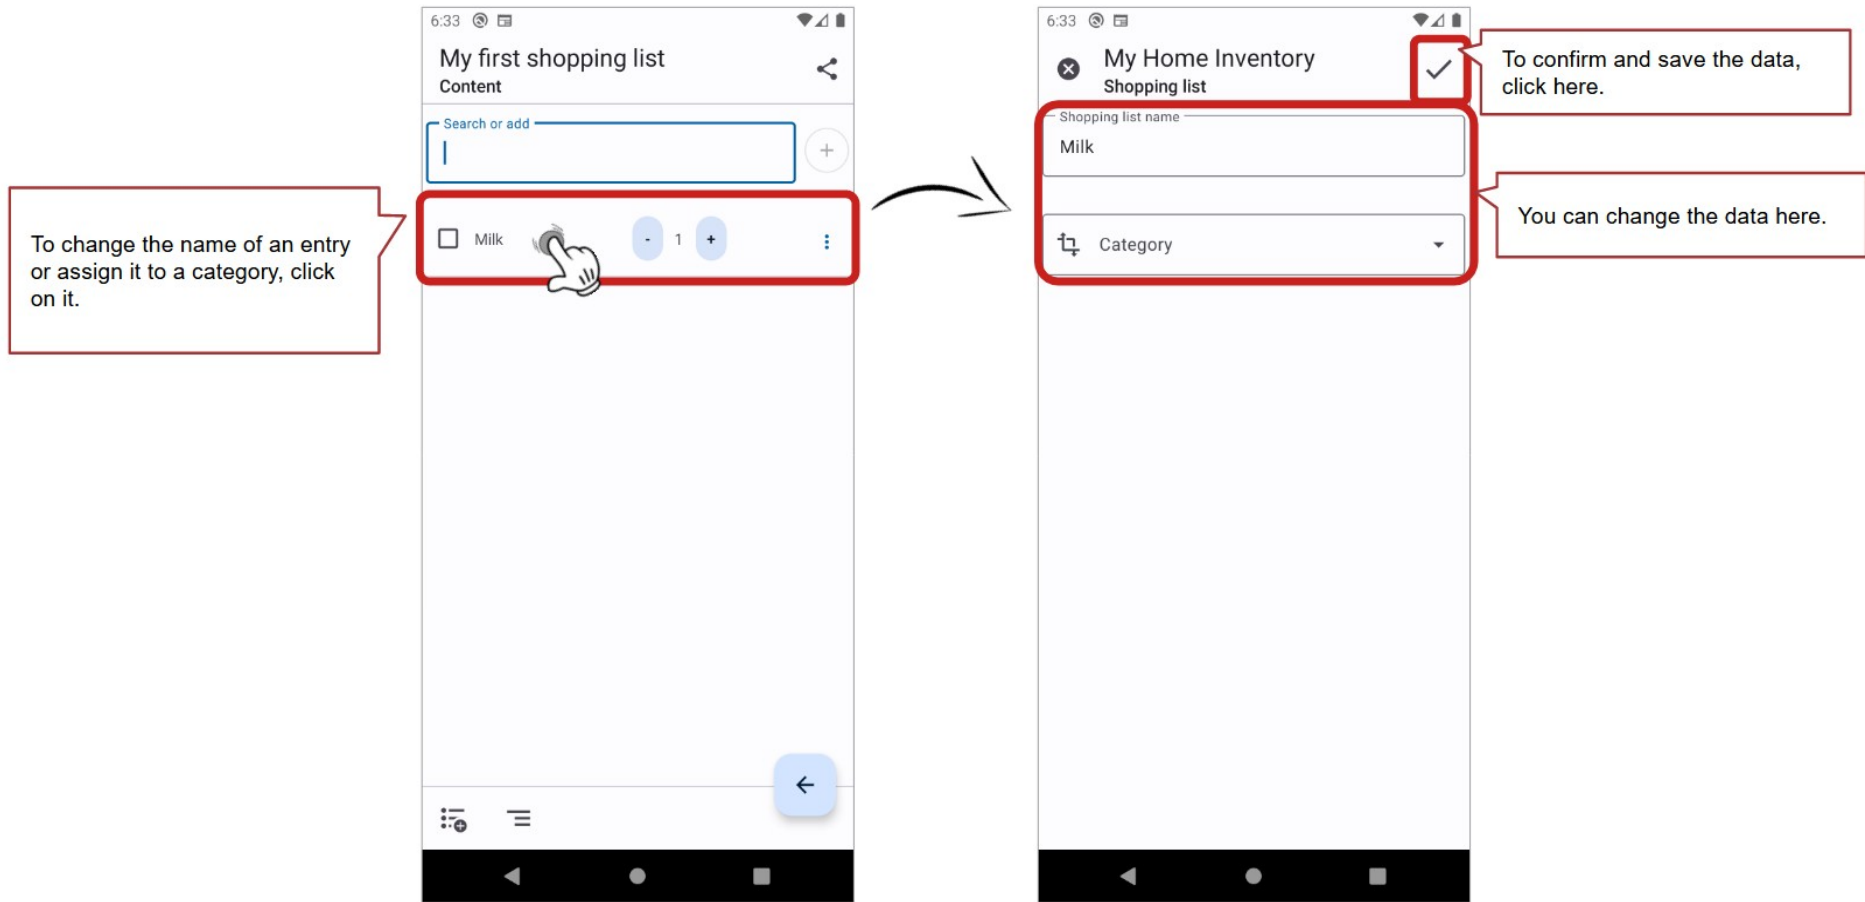 To change the name of an entry
or assign it to a category, click
on it.
6:33
My first shopping list
Content
Search or add
Milk
- 1 +
6:33
My Home Inventory
Shopping list
Shopping list name
Milk
Category
To confirm and save the data,
click here.
You can change the data here.